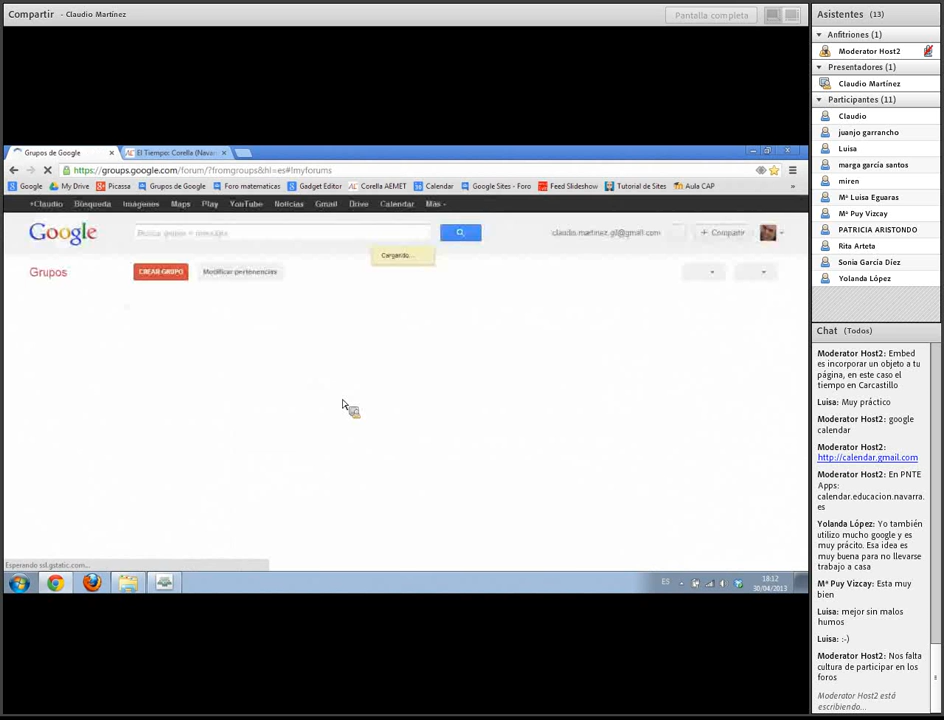 Compartir - Claudio Martínez
Pantalla completa
Grupos de Google
El Tiempo: Corella (Navar
https://groups.google.com/forum/?fromgroups&hl=es#!myforums
Google My Drive Picassa Grupos de Google Foro matematicas Gadget Editor Corella AEMET Calendar Google Sites - Foro Feed Slideshow Tutorial de Sites Aula CAP »
+Claudio Búsqueda Imágenes Maps Play YouTube Noticias Gmail Drive Calendar Más
Google
claudio.martinez.gil@gmail.com
+ Compartir
Cargando...
Grupos
CREAR GRUPO
Modificar pertenencias
Esperando ssl.gstatic.com...
ES
18:12
30/04/2013
Asistentes (13)
Anfitriones (1)
Moderator Host2
Presentadores (1)
Claudio Martínez
Participantes (11)
Claudio
juanjo garrancho
Luisa
marga garcía santos
miren
Mª Luisa Eguaras
Mª Puy Vizcay
PATRICIA ARISTONDO
Rita Arteta
Sonia García Díez
Yolanda López
Chat (Todos)
Moderator Host2: Embed
es incorporar un objeto a tu
página, en este caso el
tiempo en Carcastillo
Luisa: Muy práctico
Moderator Host2: google
calendar
Moderator Host2:
http://calendar.gmail.com
Moderator Host2: En PNTE
Apps:
calendar.educacion.navarra.
es
Yolanda López: Yo también
utilizo mucho google y es
muy prácito. Esa idea es
muy buena para no llevarse
trabajo a casa
Mª Puy Vizcay: Esta muy
bien
Luisa: mejor sin malos
humos
Luisa: :-)
Moderator Host2: Nos falta
cultura de participar en los
foros
Moderator Host2 está
escribiendo...